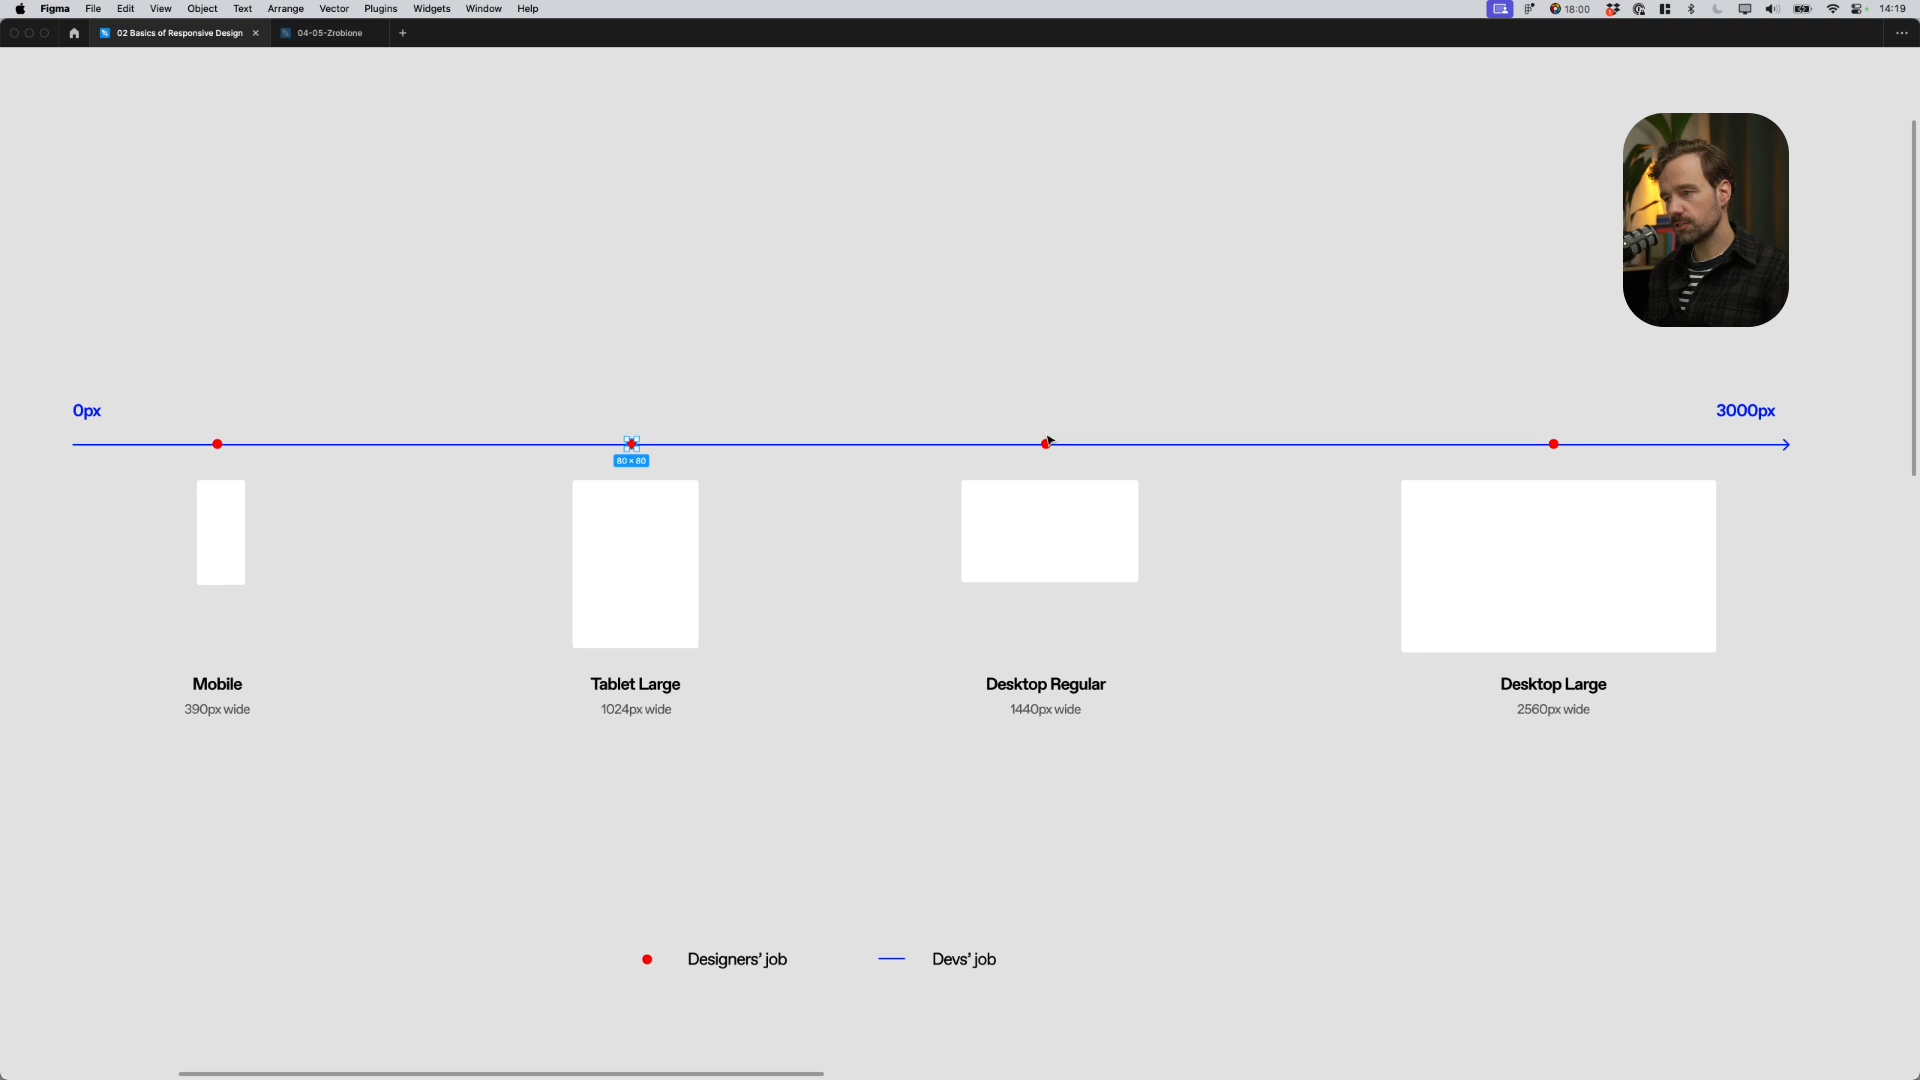 Figma File Edit View Object Text Arrange Vector Plugins Widgets Window Help 18:00 14:19
02 Basics of Responsive Design 04-05-Zrobione
0px 3000px
80 × 80
Mobile Tablet Large Desktop Regular Desktop Large
390px wide 1024px wide 1440px wide 2560px wide
Designers’ job Devs’ job